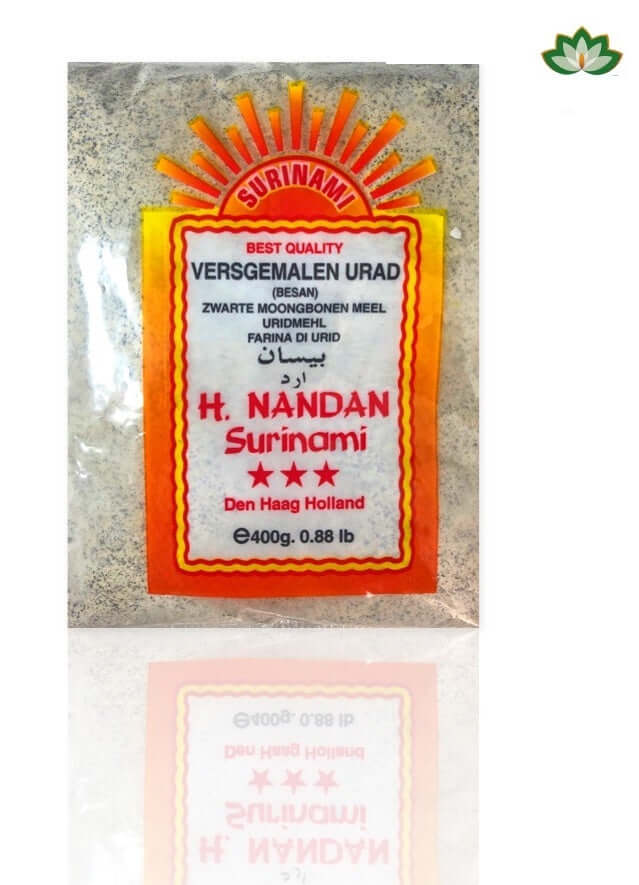 SURINAMI
BEST QUALITY
VERSGEMALEN URAD
(BESAN)
ZWARTE MOONGBONEN MEEL
URIDMEHL
FARINA DI URID
بيسان
ارد
H. NANDAN
Surinami
★★★
Den Haag Holland
℮400g. 0.88 lb